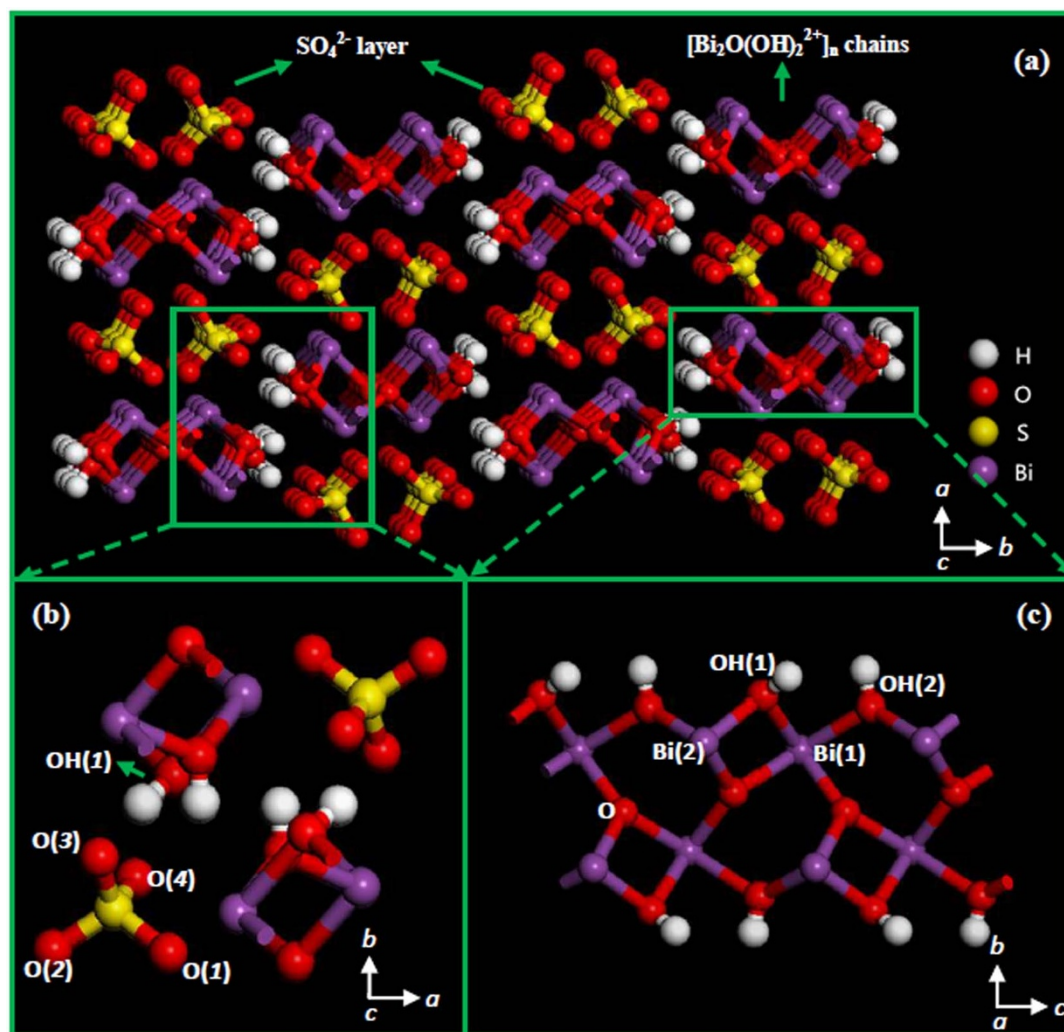 SO₄²⁻ layer
[Bi₂O(OH)₂²⁺]ₙ chains
(a)
H
O
S
Bi
a
b
c
(b)
OH(1)
O(3)
O(4)
O(2)
O(1)
b
a
c
(c)
OH(1)
OH(2)
Bi(2)
Bi(1)
O
b
c
a